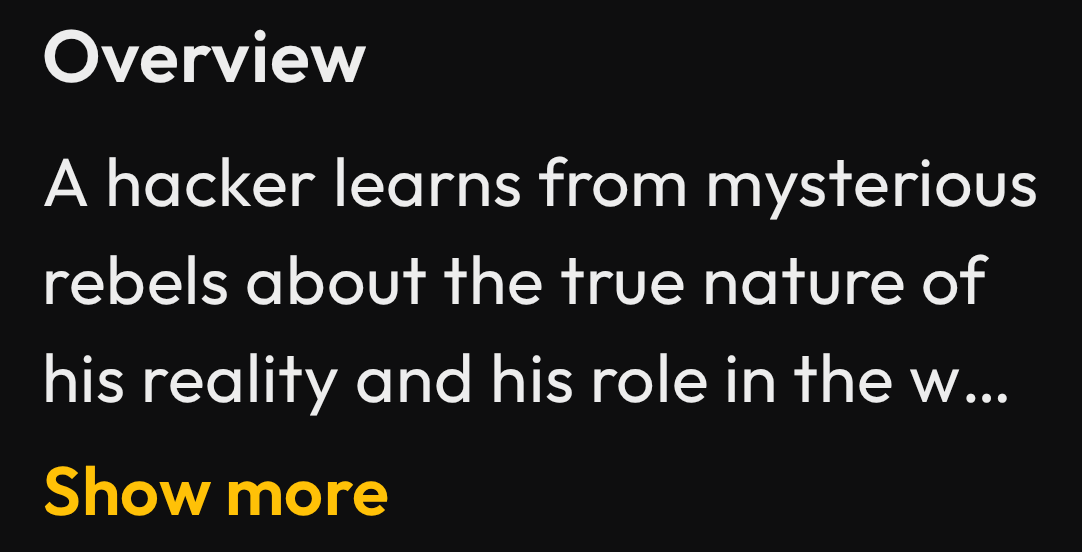 Overview
A hacker learns from mysterious
rebels about the true nature of
his reality and his role in the w...
Show more